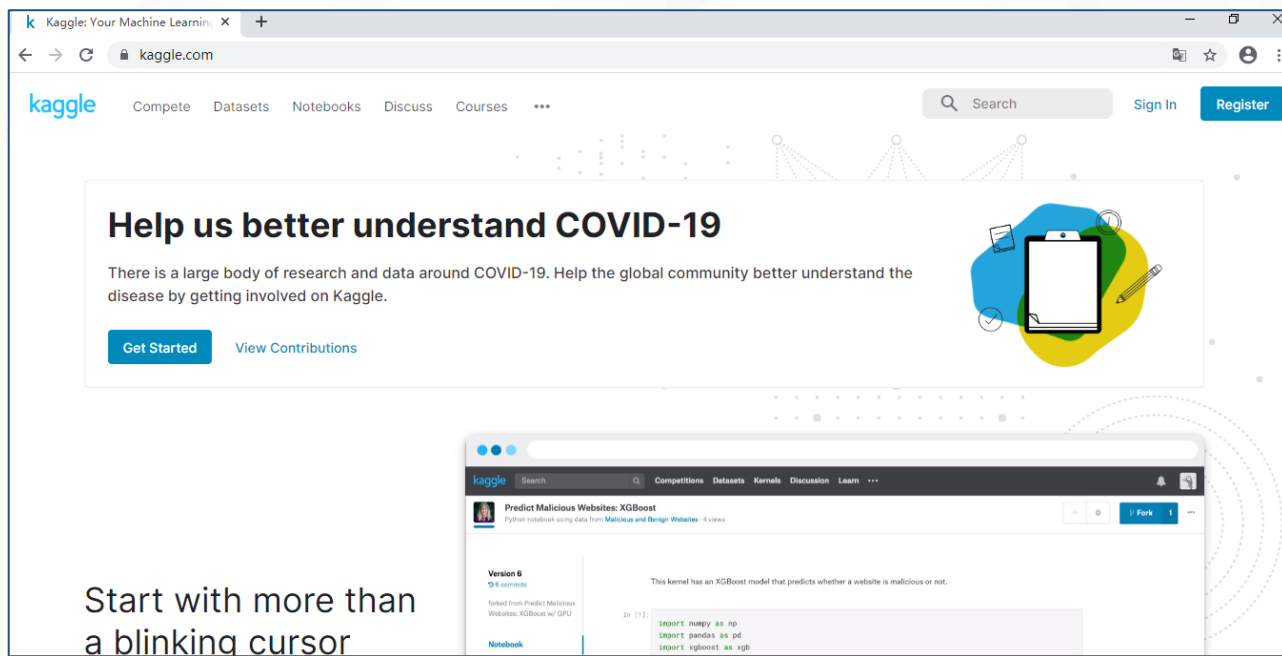 k Kaggle: Your Machine Learnin
kaggle.com
kaggle Compete Datasets Notebooks Discuss Courses ••• Search Sign In Register
Help us better understand COVID-19
There is a large body of research and data around COVID-19. Help the global community better understand the
disease by getting involved on Kaggle.
Get Started View Contributions
kaggle Search Competitions Datasets Kernels Discussion Learn •••
Predict Malicious Websites: XGBoost
Python notebook using data from Malicious and Benign Websites · 4 views
0 Fork 1
Version 6
6 commits
forked from Predict Malicious
Websites: XGBoost w/ GPU
Notebook
This kernel has an XGBoost model that predicts whether a website is malicious or not.
In [1]:
import numpy as np
import pandas as pd
import xgboost as xgb
Start with more than
a blinking cursor